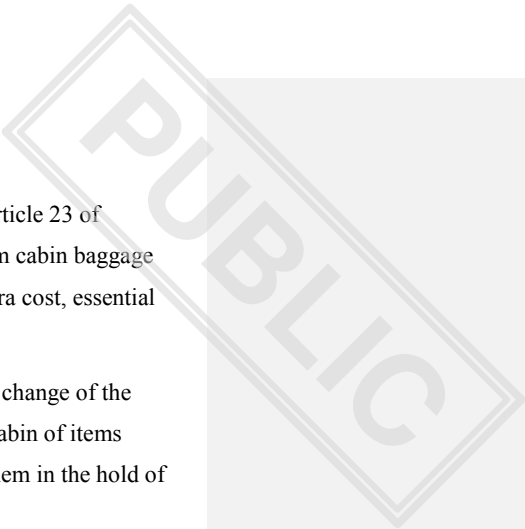 PUBLIC
rticle 23 of
m cabin baggage
ra cost, essential
change of the
abin of items
em in the hold of